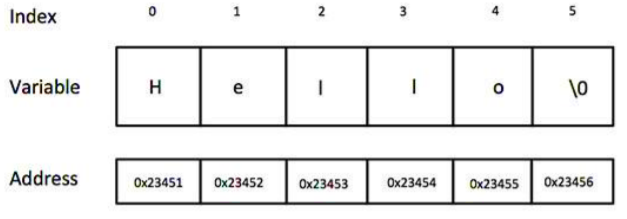 Index 0 1 2 3 4 5
Variable H e l l o \0
Address 0x23451 0x23452 0x23453 0x23454 0x23455 0x23456